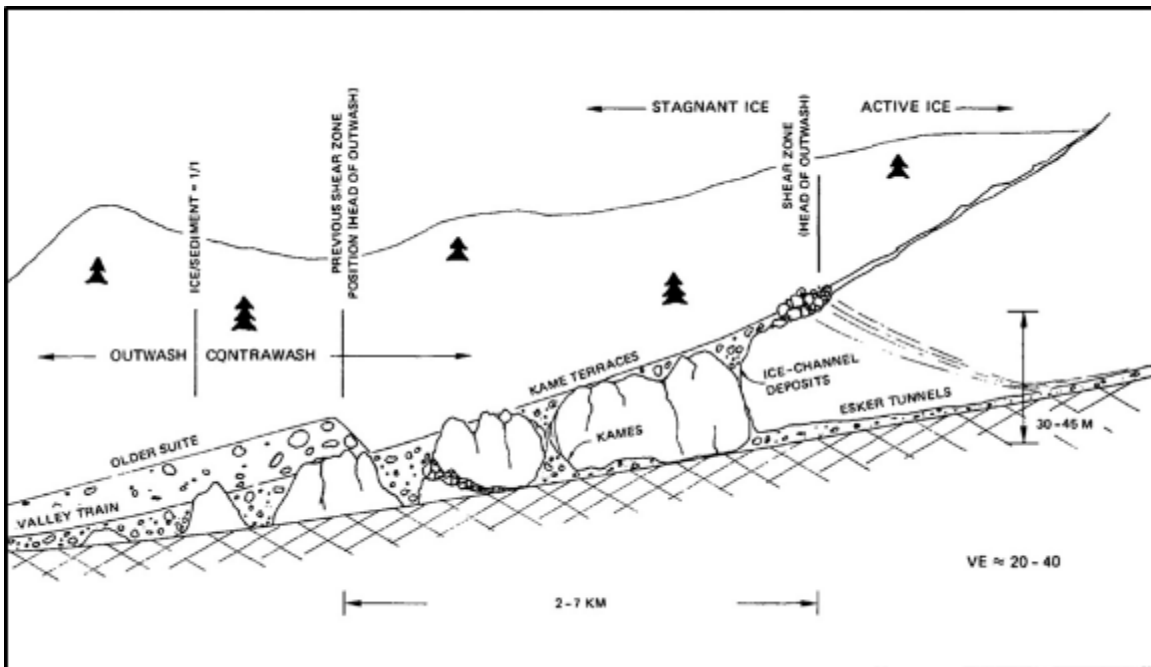 STAGNANT ICE
ACTIVE ICE
ICE/SEDIMENT = 1/1
PREVIOUS SHEAR ZONE
POSITION (HEAD OF OUTWASH)
SHEAR ZONE
(HEAD OF OUTWASH)
OUTWASH
CONTRAWASH
KAME TERRACES
ICE-CHANNEL
DEPOSITS
ESKER TUNNELS
30-45 M
KAMES
OLDER SUITE
VALLEY TRAIN
VE ≈ 20 - 40
2-7 KM